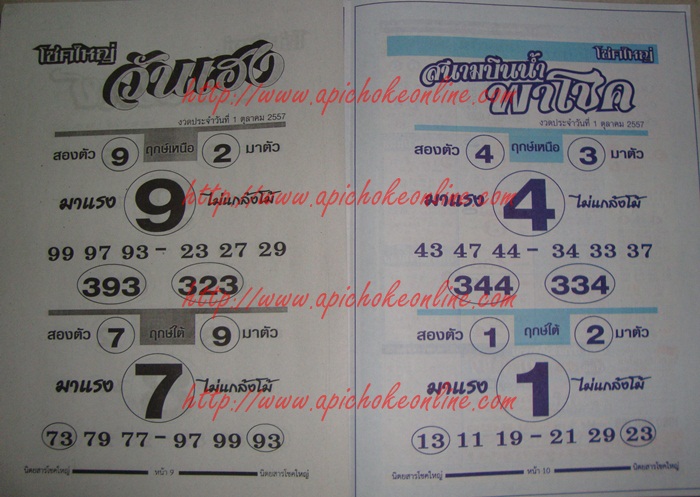 โชคใหญ่
วันเฮง
งวดประจำวันที่ 1 ตุลาคม 2557
สองตัว 9 ฤกษ์เหนือ 2 มาตัว
มาแรง 9 ไม่แกล้งโม้
99 97 93 - 23 27 29
393 323
สองตัว 7 ฤกษ์ใต้ 9 มาตัว
มาแรง 7 ไม่แกล้งโม้
73 79 77 - 97 99 93
นิตยสารโชคใหญ่ หน้า 9 นิตยสารโชคใหญ่
โชคใหญ่
สนามบินน้ำ
พาโชค
งวดประจำวันที่ 1 ตุลาคม 2557
สองตัว 4 ฤกษ์เหนือ 3 มาตัว
มาแรง 4 ไม่แกล้งโม้
43 47 44 - 34 33 37
344 334
สองตัว 1 ฤกษ์ใต้ 2 มาตัว
มาแรง 1 ไม่แกล้งโม้
13 11 19 - 21 29 23
นิตยสารโชคใหญ่ หน้า 10 นิตยสารโชคใหญ่
http://www.apichokeonline.com
http://www.apichokeonline.com
http://www.apichokeonline.com
http://www.apichokeonline.com